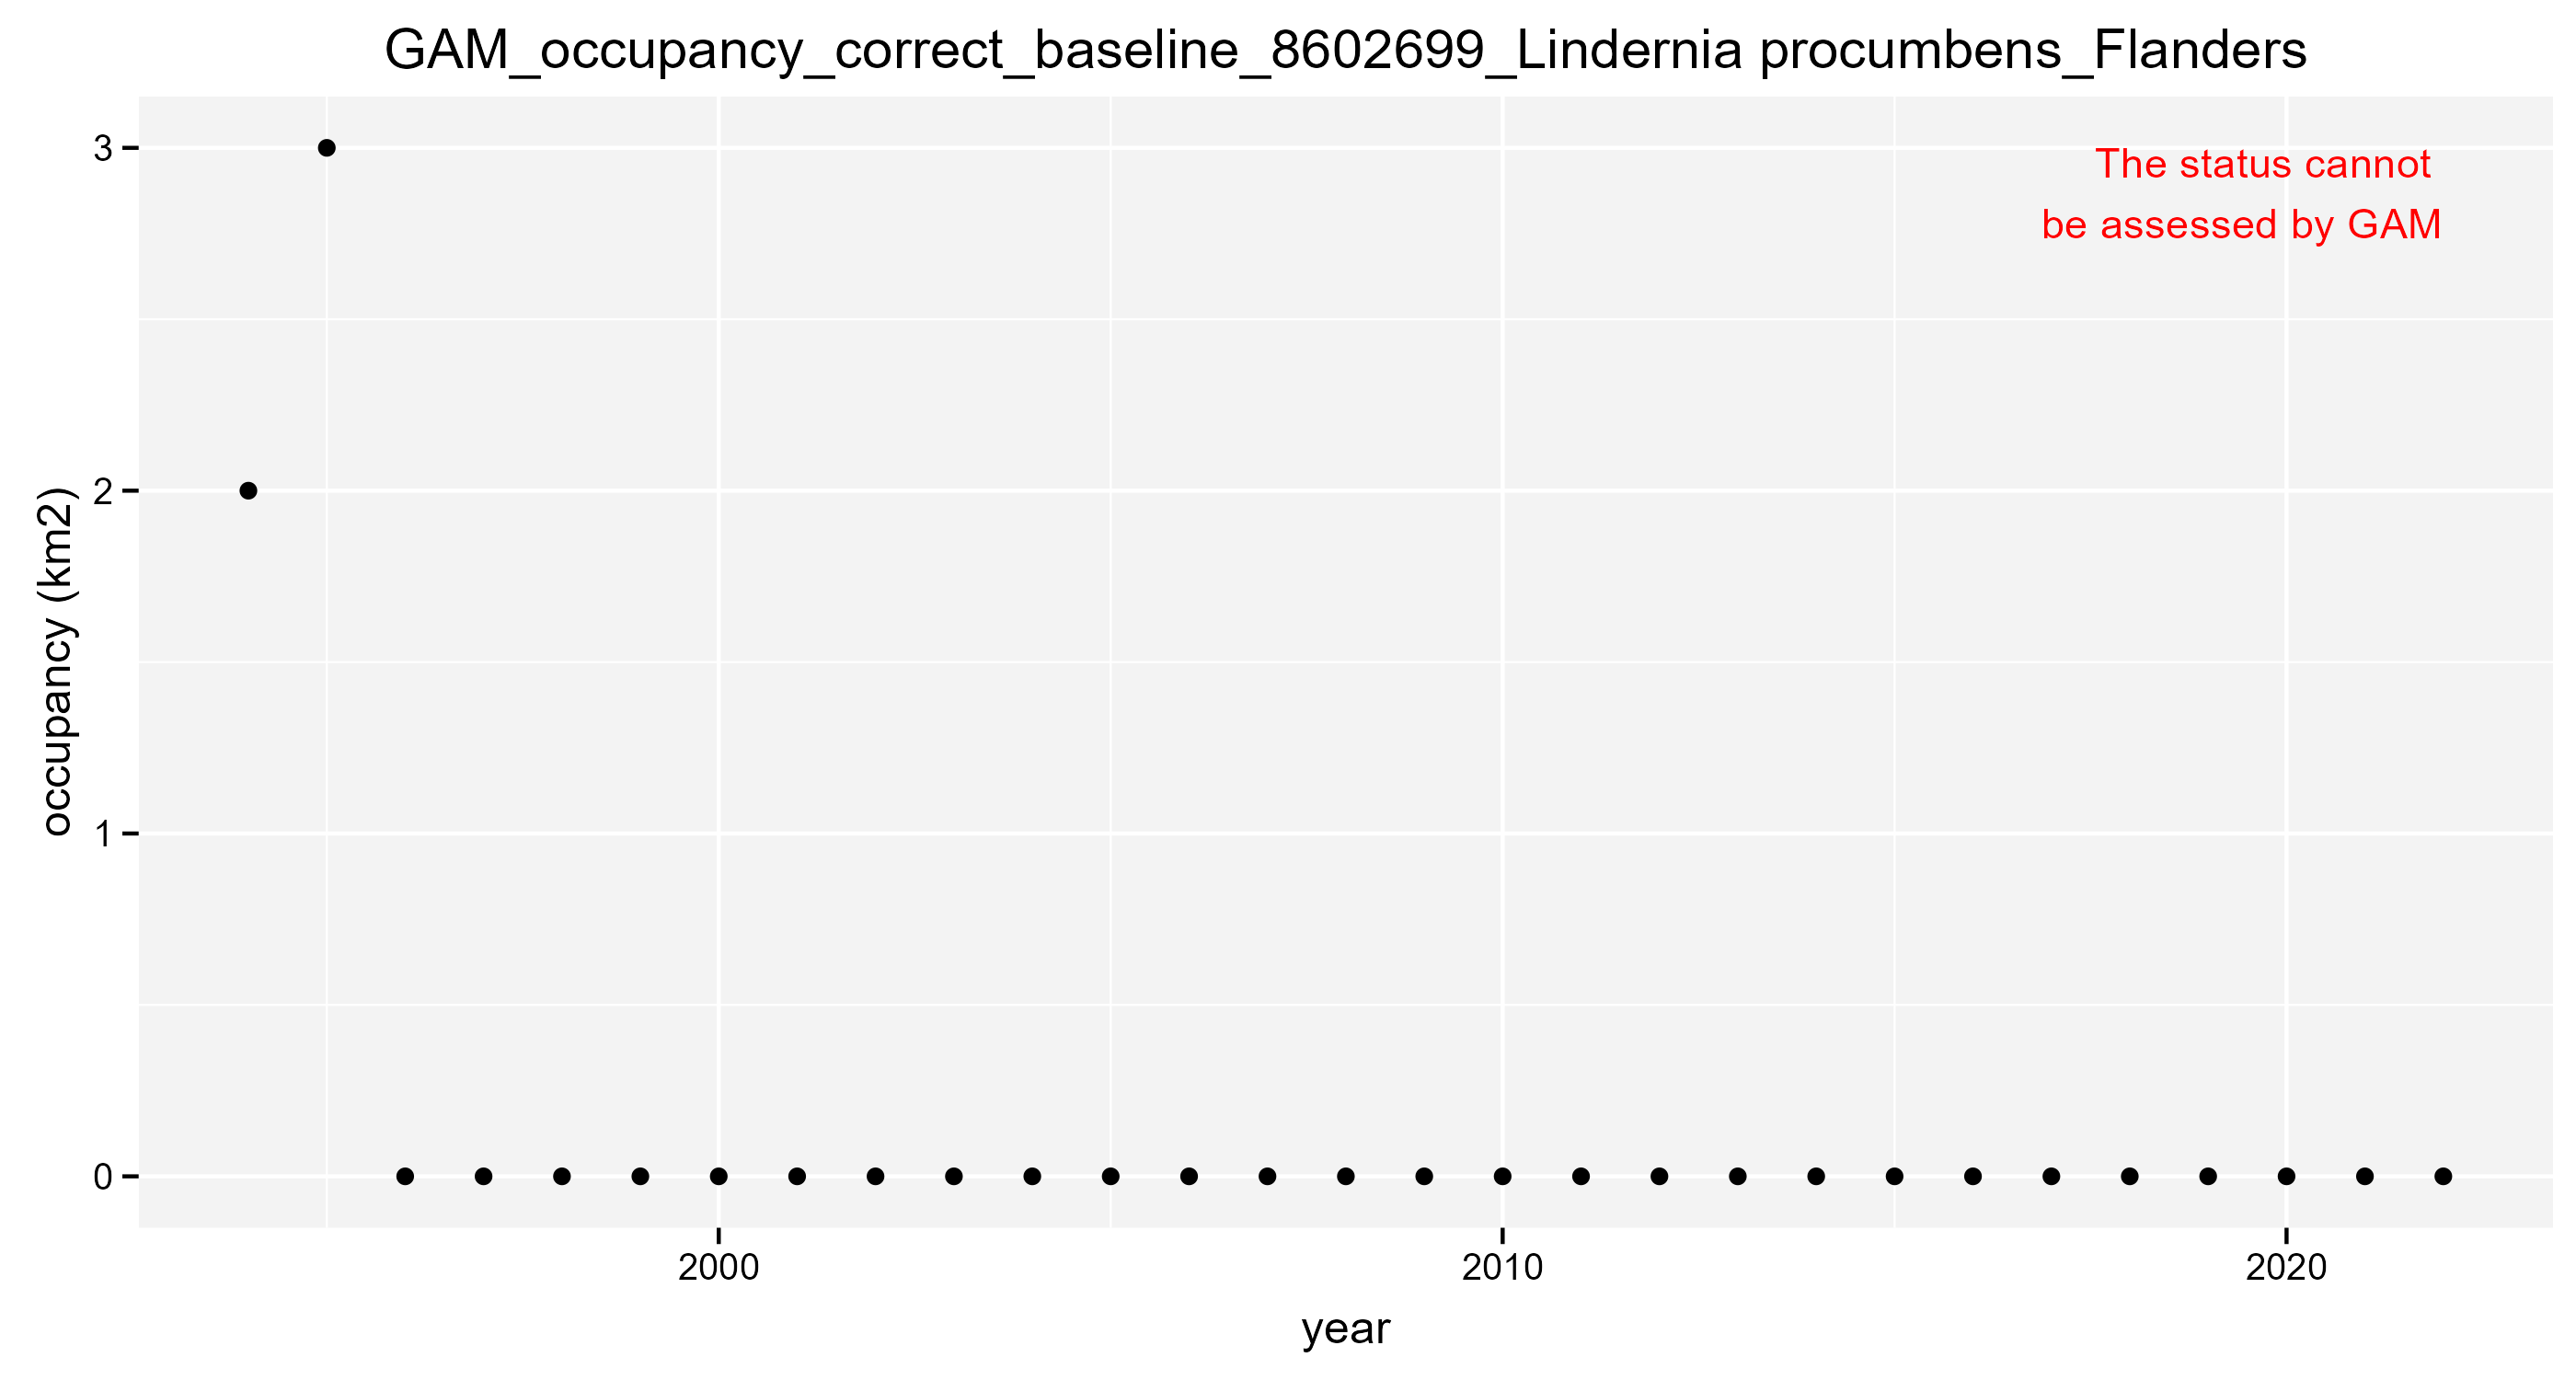 GAM_occupancy_correct_baseline_8602699_Lindernia procumbens_Flanders
The status cannot
be assessed by GAM
occupancy (km2)
3
2
1
0
2000 2010 2020
year